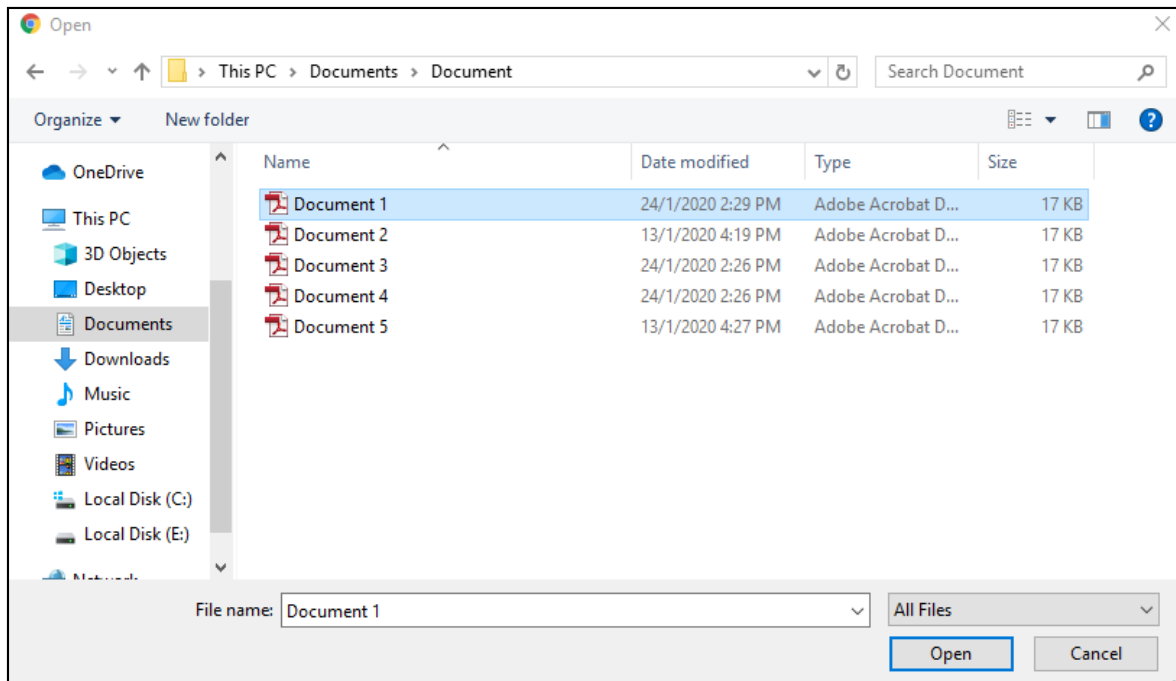 Open
This PC > Documents > Document
Search Document
Organize
New folder
OneDrive
This PC
3D Objects
Desktop
Documents
Downloads
Music
Pictures
Videos
Local Disk (C:)
Local Disk (E:)
Name Date modified Type Size
Document 1 24/1/2020 2:29 PM Adobe Acrobat D... 17 KB
Document 2 13/1/2020 4:19 PM Adobe Acrobat D... 17 KB
Document 3 24/1/2020 2:26 PM Adobe Acrobat D... 17 KB
Document 4 24/1/2020 2:26 PM Adobe Acrobat D... 17 KB
Document 5 13/1/2020 4:27 PM Adobe Acrobat D... 17 KB
File name: Document 1
All Files
Open
Cancel